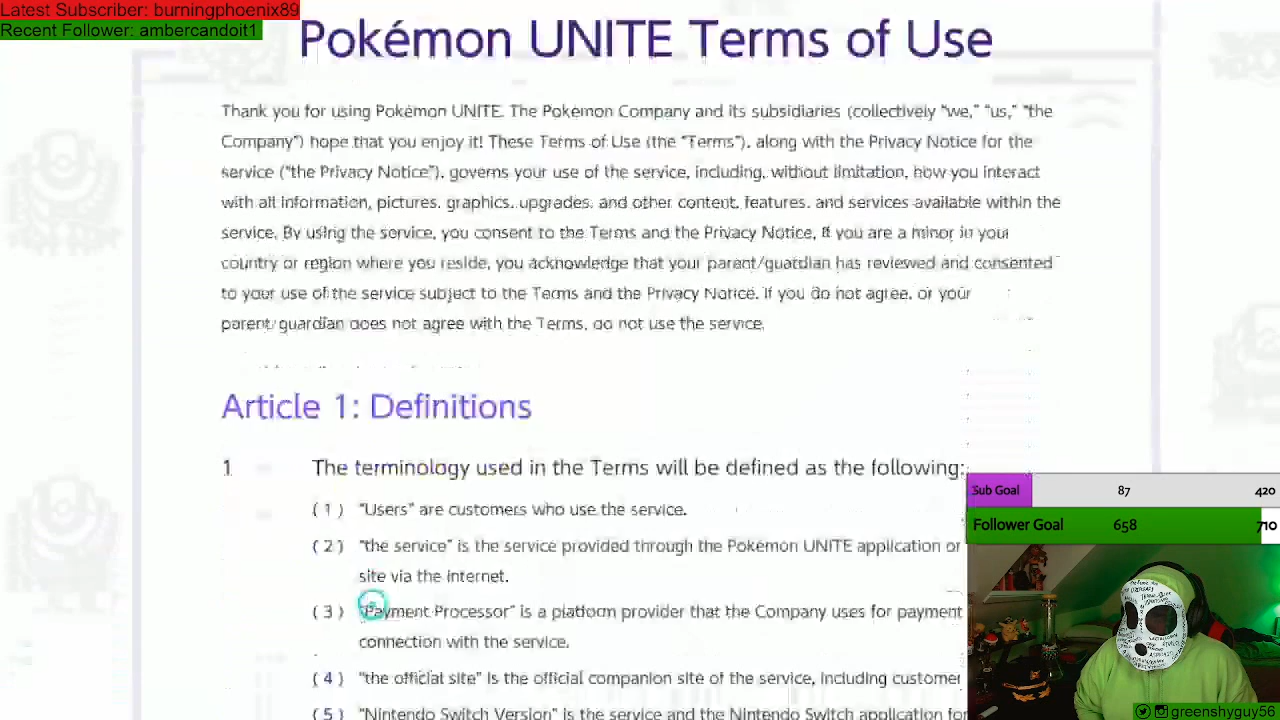 Latest Subscriber: burningphoenix89
Recent Follower: ambercandoit1
Pokémon UNITE Terms of Use
Thank you for using Pokémon UNITE. The Pokémon Company and its subsidiaries (collectively "we," "us," "the
Company") hope that you enjoy it! These Terms of Use (the "Terms"), along with the Privacy Notice for the
service ("the Privacy Notice"), governs your use of the service, including, without limitation, how you interact
with all information, pictures, graphics, upgrades, and other content, features, and services available within the
service. By using the service, you consent to the Terms and the Privacy Notice. If you are a minor in your
country or region where you reside, you acknowledge that your parent/guardian has reviewed and consented
to your use of the service subject to the Terms and the Privacy Notice. If you do not agree, or your
parent/guardian does not agree with the Terms, do not use the service.
Article 1: Definitions
1 The terminology used in the Terms will be defined as the following:
(1) "Users" are customers who use the service.
(2) "the service" is the service provided through the Pokémon UNITE application or
site via the internet.
(3) "Payment Processor" is a platform provider that the Company uses for payment
connection with the service.
(4) "the official site" is the official companion site of the service, including customer
(5) "Nintendo Switch Version" is the service and the Nintendo Switch application for
Sub Goal 87 420
Follower Goal 658 710
greenshyguy56